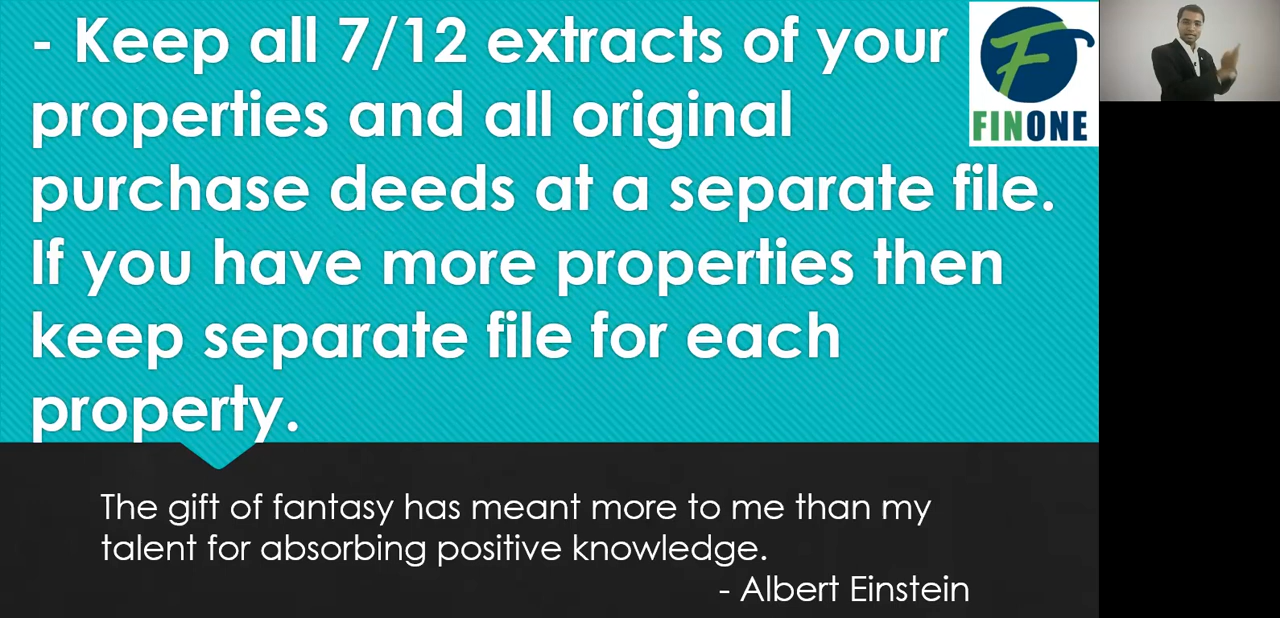 - Keep all 7/12 extracts of your
properties and all original
purchase deeds at a separate file.
If you have more properties then
keep separate file for each
property.
FINONE
The gift of fantasy has meant more to me than my
talent for absorbing positive knowledge.
- Albert Einstein